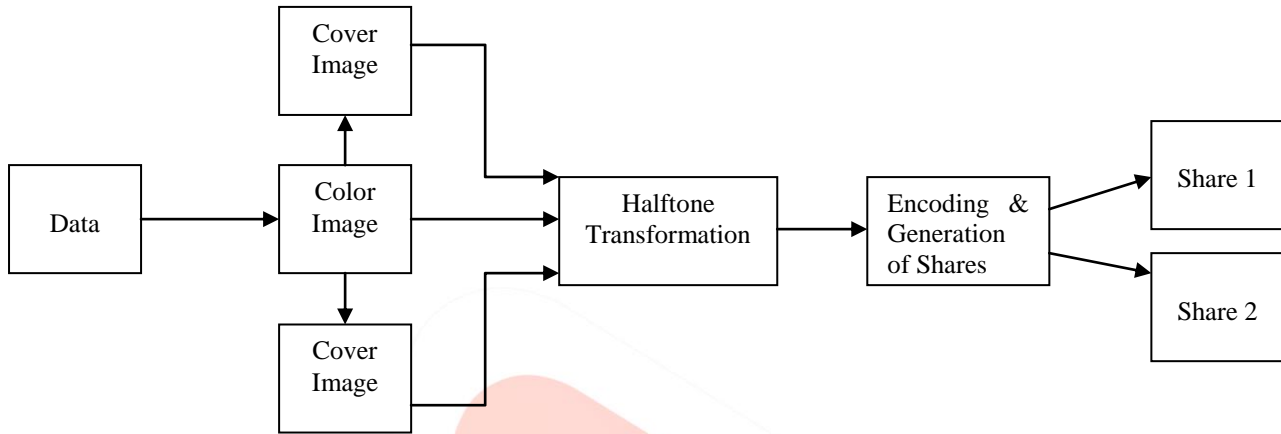 Cover
Image
Data
Color
Image
Cover
Image
Halftone
Transformation
Encoding &
Generation
of Shares
Share 1
Share 2